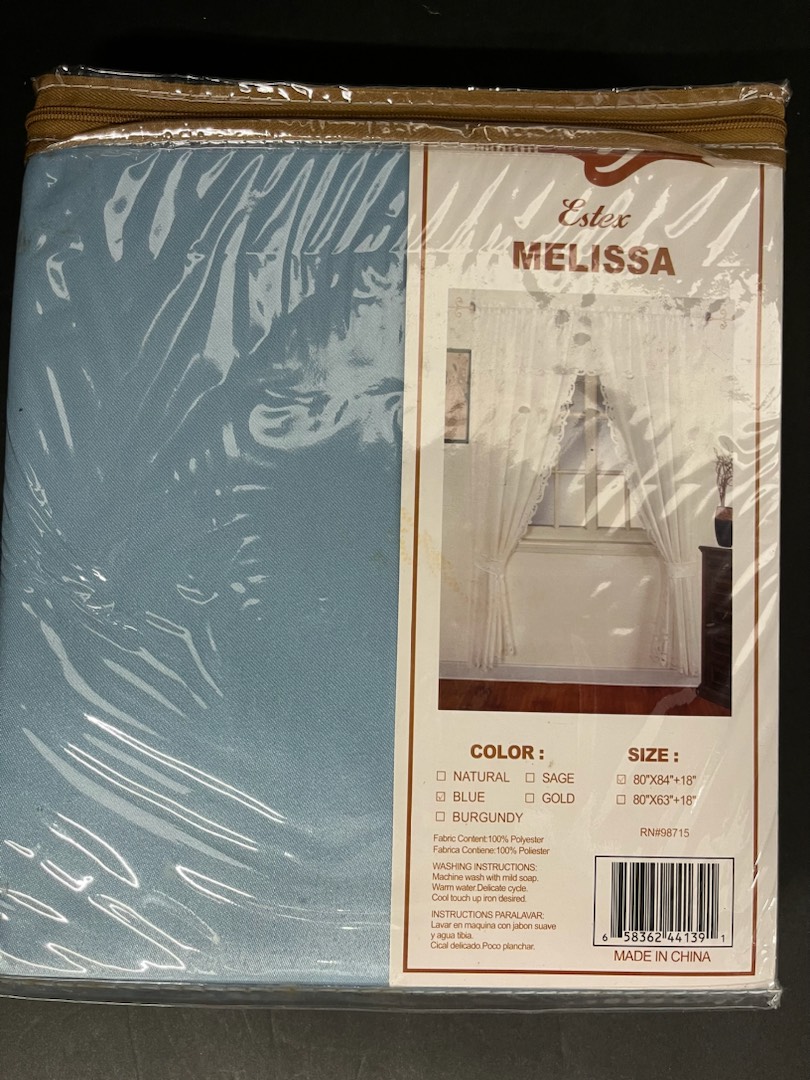 Estex
MELISSA
COLOR :
☐ NATURAL ☐ SAGE
☑ BLUE ☐ GOLD
☐ BURGUNDY
SIZE :
☑ 80"X84"+18"
☐ 80"X63"+18"
RN#98715
Fabric Content:100% Polyester
Fabrica Contiene:100% Poliester
WASHING INSTRUCTIONS:
Machine wash with mild soap.
Warm water.Delicate cycle.
Cool touch up iron desired.
INSTRUCTIONS PARALAVAR:
Lavar en maquina con jabon suave
y agua tibia.
Cical delicado.Poco planchar.
6 58362 44139 1
MADE IN CHINA